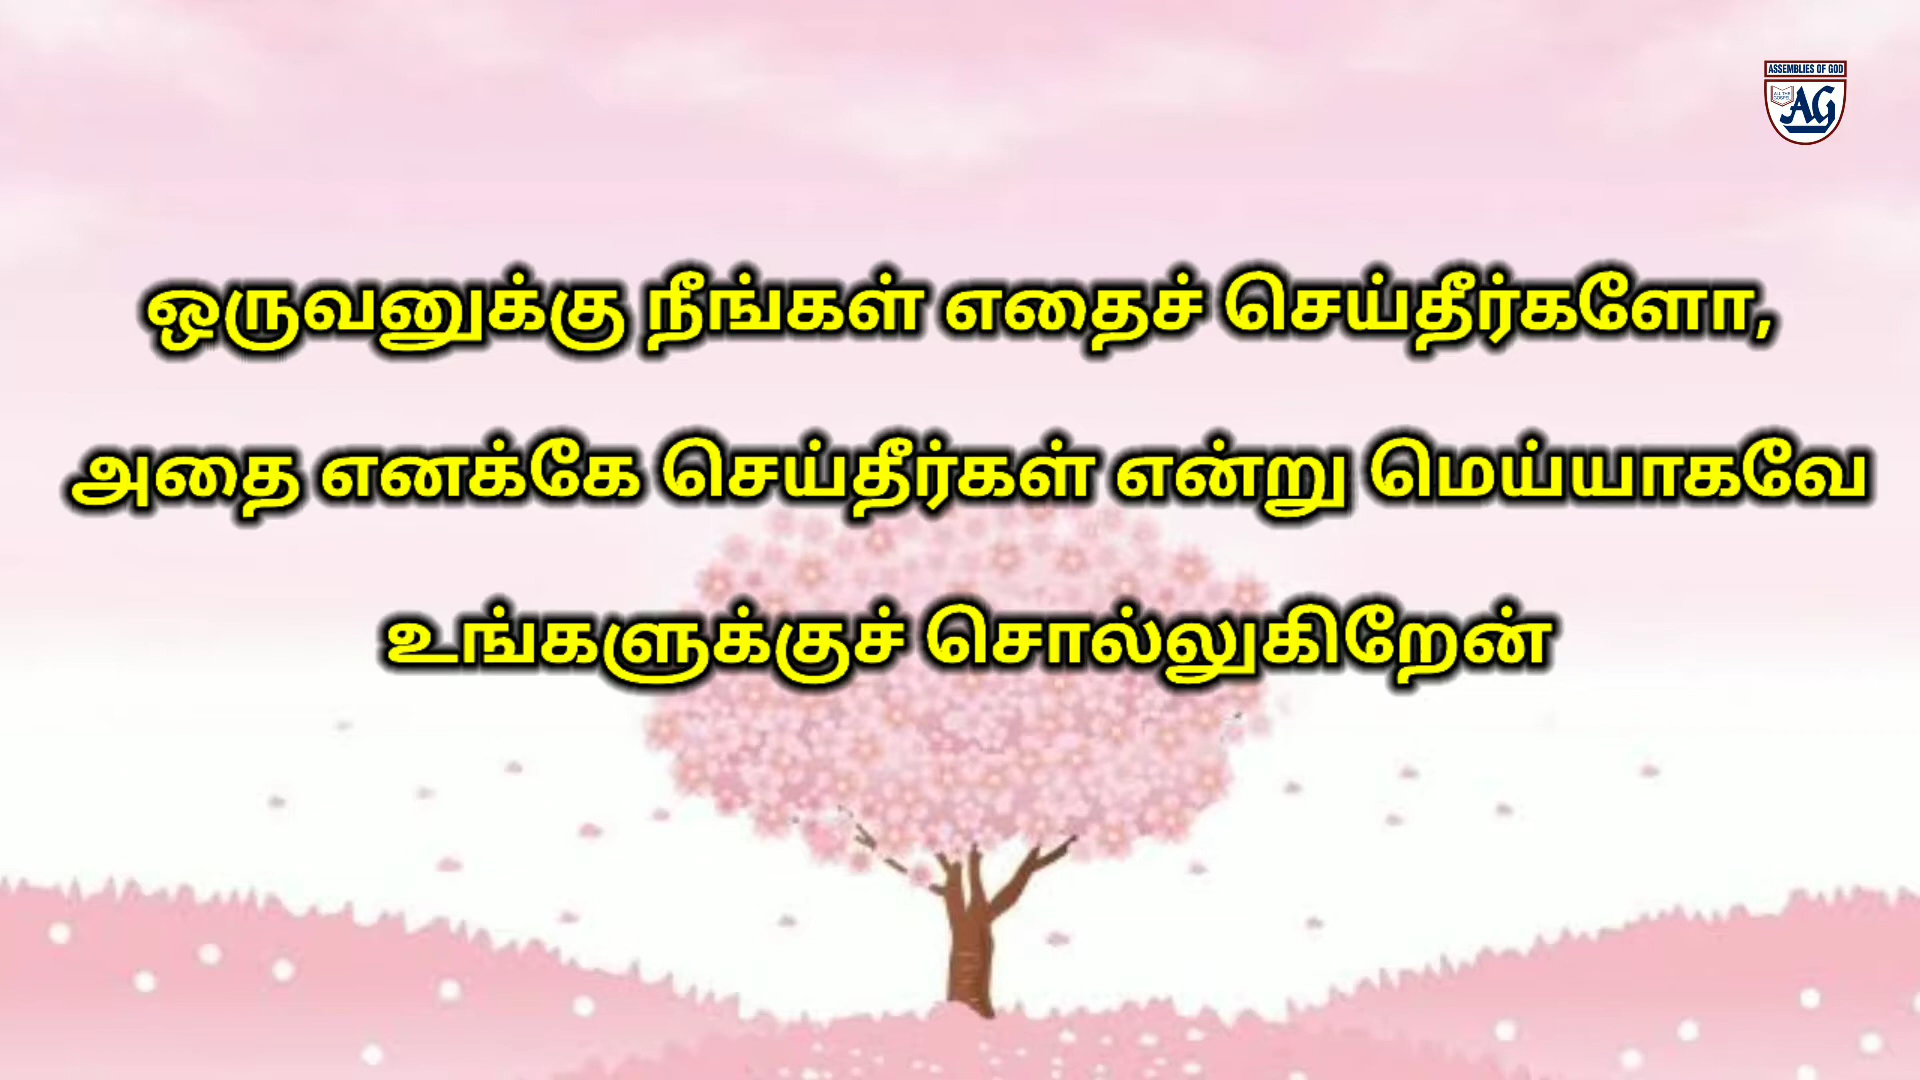 ASSEMBLIES OF GOD
AG
ஒருவனுக்கு நீங்கள் எதைச் செய்தீர்களோ,
அதை எனக்கே செய்தீர்கள் என்று மெய்யாகவே
உங்களுக்குச் சொல்லுகிறேன்